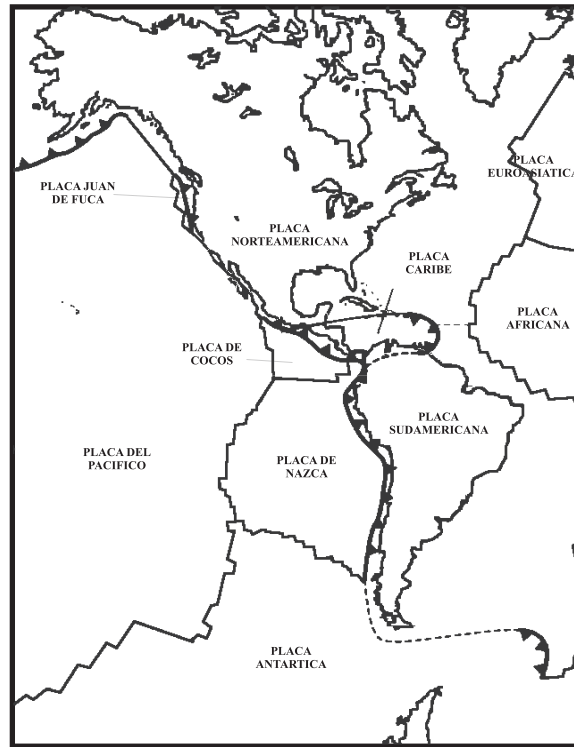 PLACA
EUROASIATICA
PLACA JUAN
DE FUCA
PLACA
NORTEAMERICANA
PLACA
CARIBE
PLACA
AFRICANA
PLACA DE
COCOS
PLACA
SUDAMERICANA
PLACA DEL
PACIFICO
PLACA DE
NAZCA
PLACA
ANTARTICA